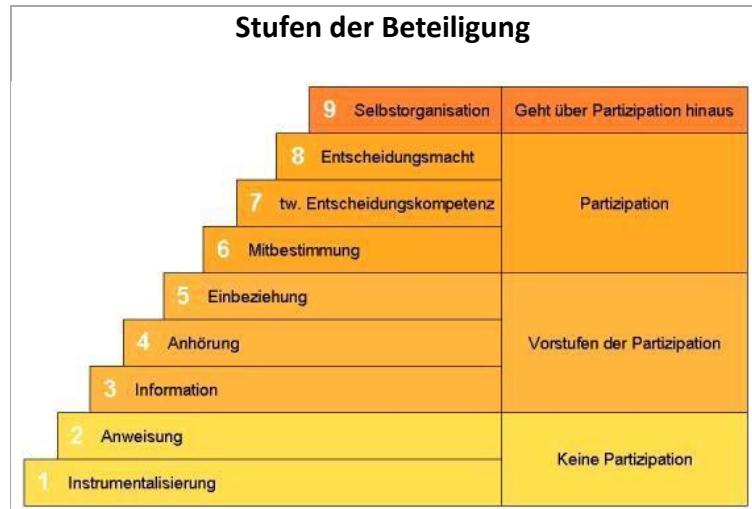 Stufen der Beteiligung
9 Selbstorganisation Geht über Partizipation hinaus
8 Entscheidungsmacht
7 tw. Entscheidungskompetenz Partizipation
6 Mitbestimmung
5 Einbeziehung
4 Anhörung Vorstufen der Partizipation
3 Information
2 Anweisung
Keine Partizipation
1 Instrumentalisierung